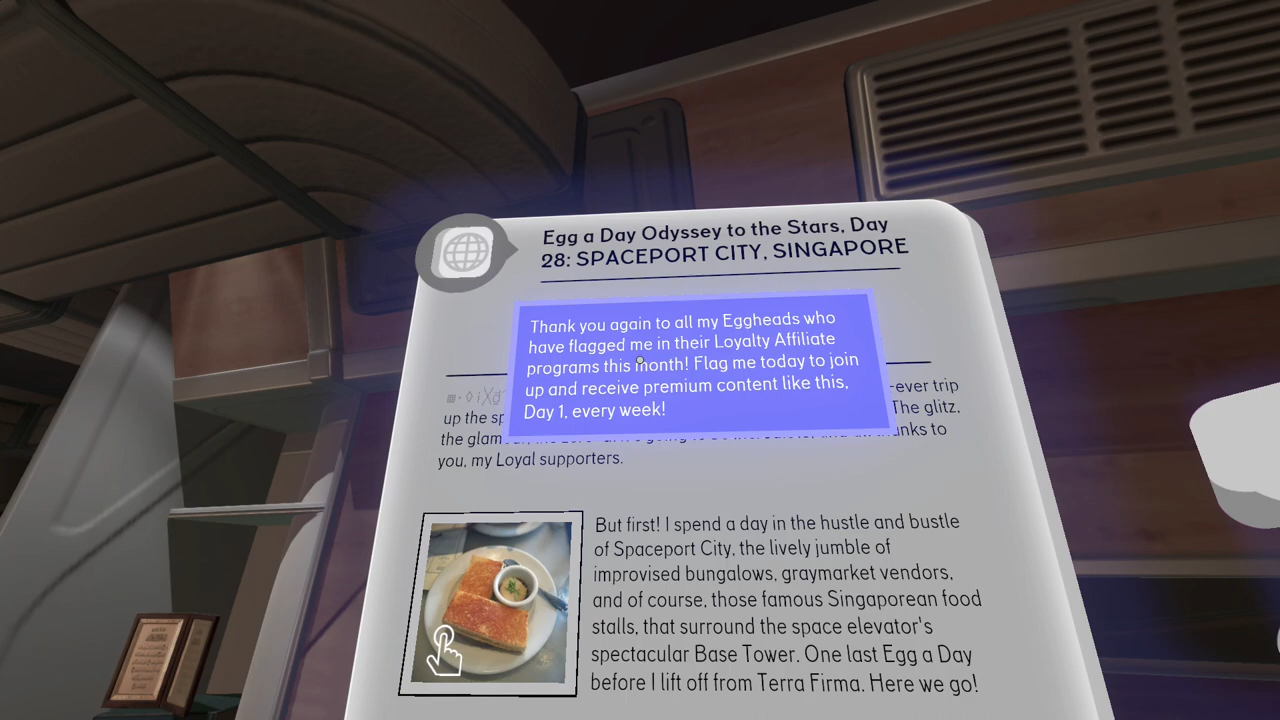 Egg a Day Odyssey to the Stars, Day
28: SPACEPORT CITY, SINGAPORE
Thank you again to all my Eggheads who
have flagged me in their Loyalty Affiliate
programs this month! Flag me today to join
up and receive premium content like this,
Day 1, every week!
-ever trip
up the The glitz,
the to
you, my Loyal supporters.
But first! I spend a day in the hustle and bustle
of Spaceport City, the lively jumble of
improvised bungalows, graymarket vendors,
and of course, those famous Singaporean food
stalls, that surround the space elevator's
spectacular Base Tower. One last Egg a Day
before I lift off from Terra Firma. Here we go!